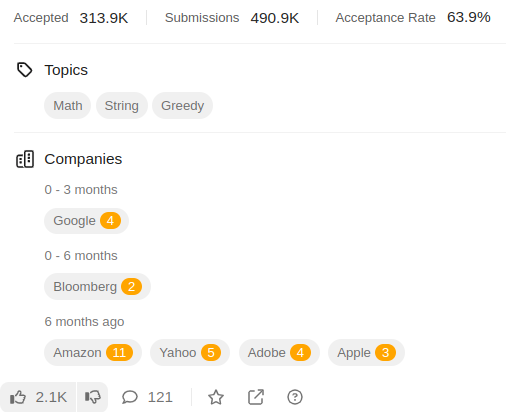 Accepted 313.9K Submissions 490.9K Acceptance Rate 63.9%
Topics
Math String Greedy
Companies
0 - 3 months
Google 4
0 - 6 months
Bloomberg 2
6 months ago
Amazon 11 Yahoo 5 Adobe 4 Apple 3
2.1K 121